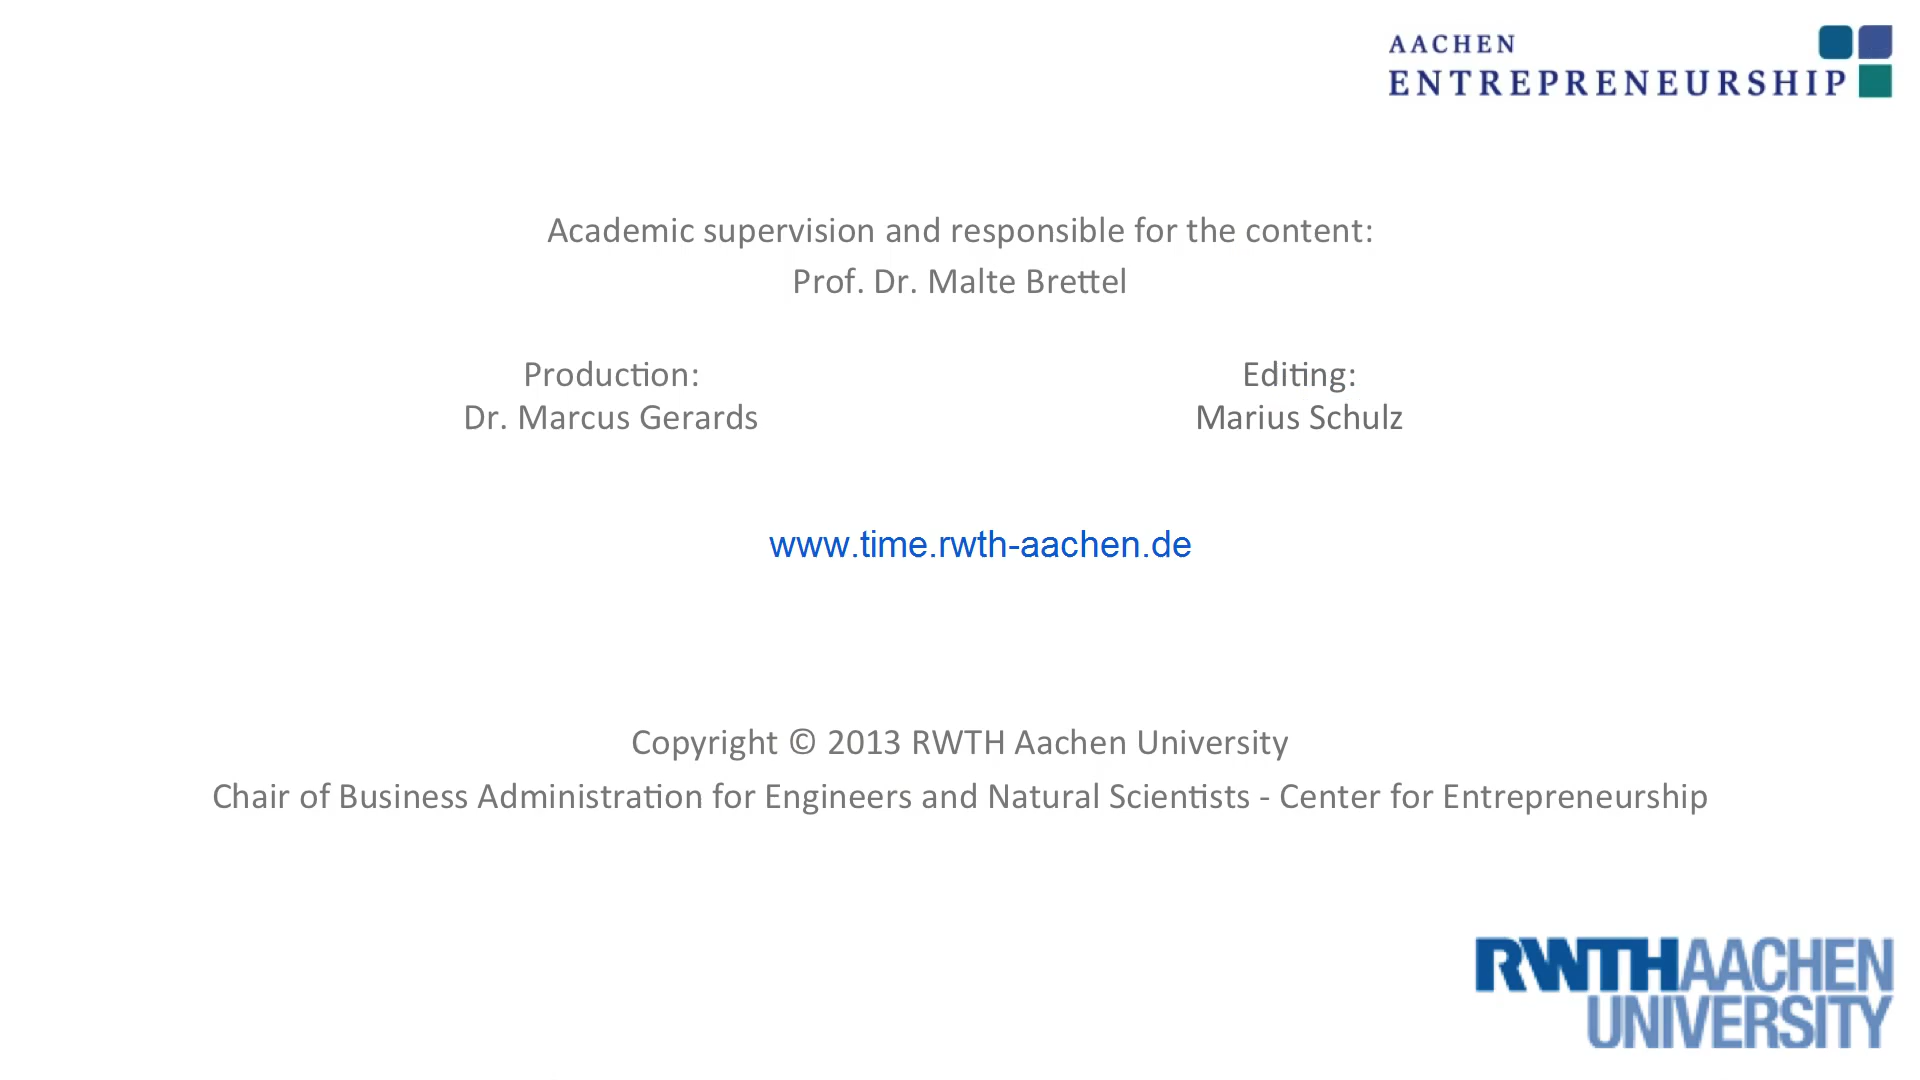 AACHEN
ENTREPRENEURSHIP
Academic supervision and responsible for the content:
Prof. Dr. Malte Brettel
Production:
Dr. Marcus Gerards
Editing:
Marius Schulz
www.time.rwth-aachen.de
Copyright © 2013 RWTH Aachen University
Chair of Business Administration for Engineers and Natural Scientists - Center for Entrepreneurship
RWTHAACHEN
UNIVERSITY